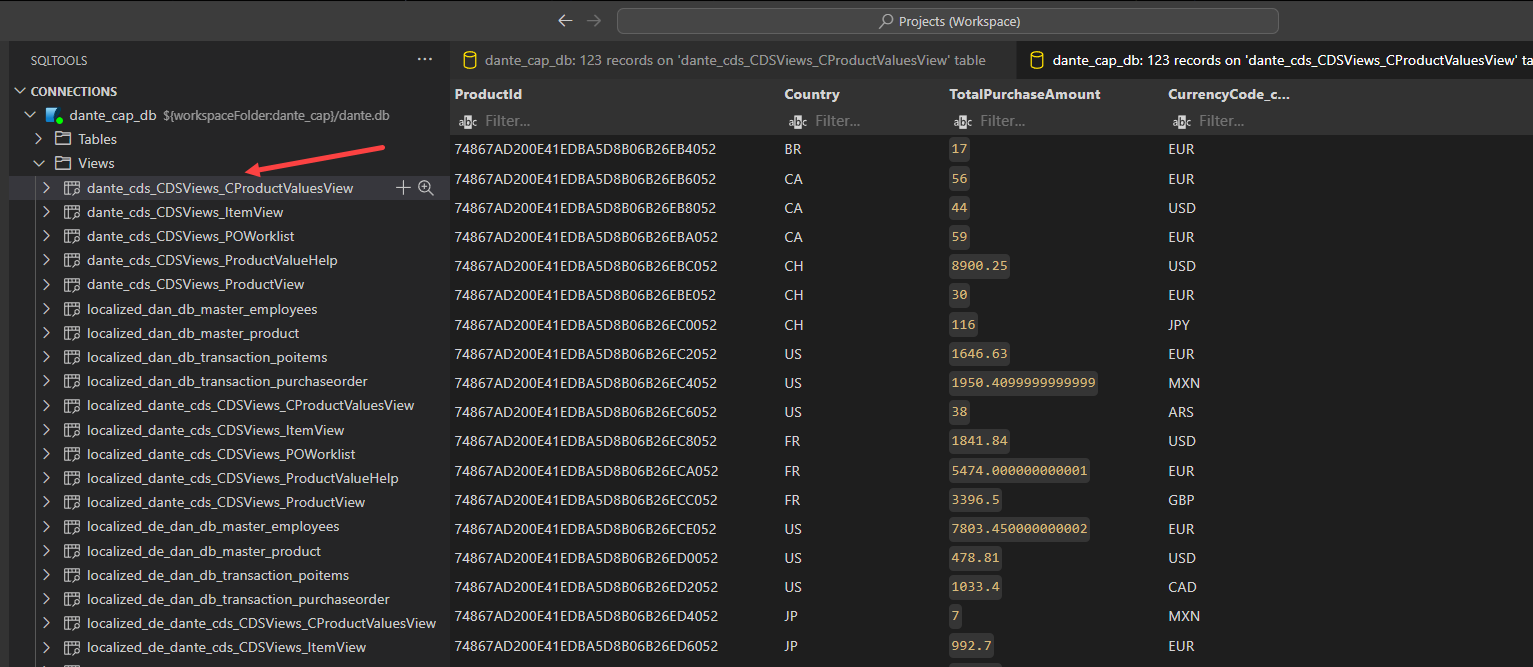 Projects (Workspace)
SQLTOOLS
CONNECTIONS
dante_cap_db ${workspaceFolder:dante_cap}/dante.db
Tables
Views
dante_cds_CDSViews_CProductValuesView
dante_cds_CDSViews_ItemView
dante_cds_CDSViews_POWorklist
dante_cds_CDSViews_ProductValueHelp
dante_cds_CDSViews_ProductView
localized_dan_db_master_employees
localized_dan_db_master_product
localized_dan_db_transaction_poitems
localized_dan_db_transaction_purchaseorder
localized_dante_cds_CDSViews_CProductValuesView
localized_dante_cds_CDSViews_ItemView
localized_dante_cds_CDSViews_POWorklist
localized_dante_cds_CDSViews_ProductValueHelp
localized_dante_cds_CDSViews_ProductView
localized_de_dan_db_master_employees
localized_de_dan_db_master_product
localized_de_dan_db_transaction_poitems
localized_de_dan_db_transaction_purchaseorder
localized_de_dante_cds_CDSViews_CProductValuesView
localized_de_dante_cds_CDSViews_ItemView
dante_cap_db: 123 records on 'dante_cds_CDSViews_CProductValuesView' table
dante_cap_db: 123 records on 'dante_cds_CDSViews_CProductValuesView' ta
ProductId Country TotalPurchaseAmount CurrencyCode_c...
abc Filter... abc Filter... abc Filter... abc Filter...
74867AD200E41EDBA5D8B06B26EB4052 BR 17 EUR
74867AD200E41EDBA5D8B06B26EB6052 CA 56 EUR
74867AD200E41EDBA5D8B06B26EB8052 CA 44 USD
74867AD200E41EDBA5D8B06B26EBA052 CA 59 EUR
74867AD200E41EDBA5D8B06B26EBC052 CH 8900.25 USD
74867AD200E41EDBA5D8B06B26EBE052 CH 30 EUR
74867AD200E41EDBA5D8B06B26EC0052 CH 116 JPY
74867AD200E41EDBA5D8B06B26EC2052 US 1646.63 EUR
74867AD200E41EDBA5D8B06B26EC4052 US 1950.4099999999999 MXN
74867AD200E41EDBA5D8B06B26EC6052 US 38 ARS
74867AD200E41EDBA5D8B06B26EC8052 FR 1841.84 USD
74867AD200E41EDBA5D8B06B26ECA052 FR 5474.000000000001 EUR
74867AD200E41EDBA5D8B06B26ECC052 FR 3396.5 GBP
74867AD200E41EDBA5D8B06B26ECE052 US 7803.450000000002 EUR
74867AD200E41EDBA5D8B06B26ED0052 US 478.81 USD
74867AD200E41EDBA5D8B06B26ED2052 US 1033.4 CAD
74867AD200E41EDBA5D8B06B26ED4052 JP 7 MXN
74867AD200E41EDBA5D8B06B26ED6052 JP 992.7 EUR